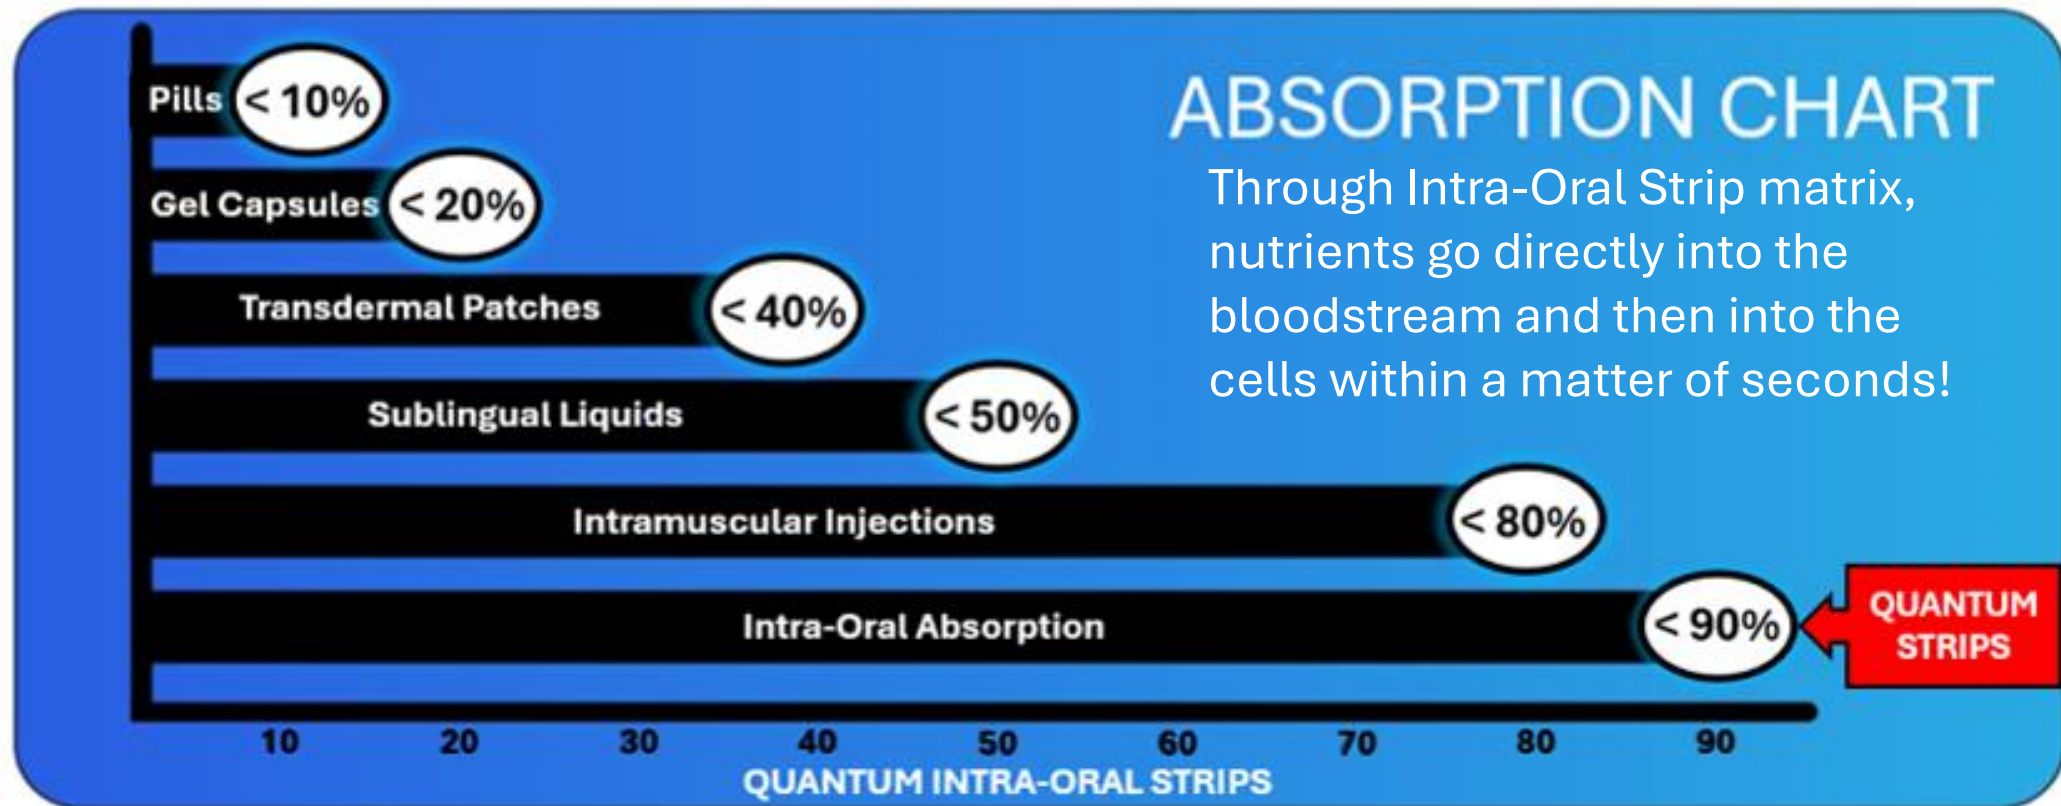 ABSORPTION CHART
Through Intra-Oral Strip matrix,
nutrients go directly into the
bloodstream and then into the
cells within a matter of seconds!
Pills < 10%
Gel Capsules < 20%
Transdermal Patches < 40%
Sublingual Liquids < 50%
Intramuscular Injections < 80%
Intra-Oral Absorption < 90%
QUANTUM
STRIPS
10 20 30 40 50 60 70 80 90
QUANTUM INTRA-ORAL STRIPS